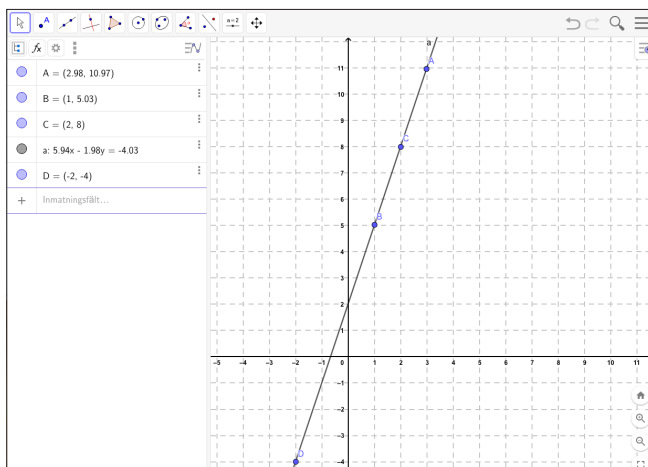 A
a=2
fx
A = (2.98, 10.97)
B = (1, 5.03)
C = (2, 8)
a: 5.94x - 1.98y = -4.03
D = (-2, -4)
+ Inmatningsfält…
a
A
11
10
9
C
8
7
6
B
5
4
3
2
1
-5 -4 -3 -2 -1 0 1 2 3 4 5 6 7 8 9 10 11
-1
-2
-3
D
-4